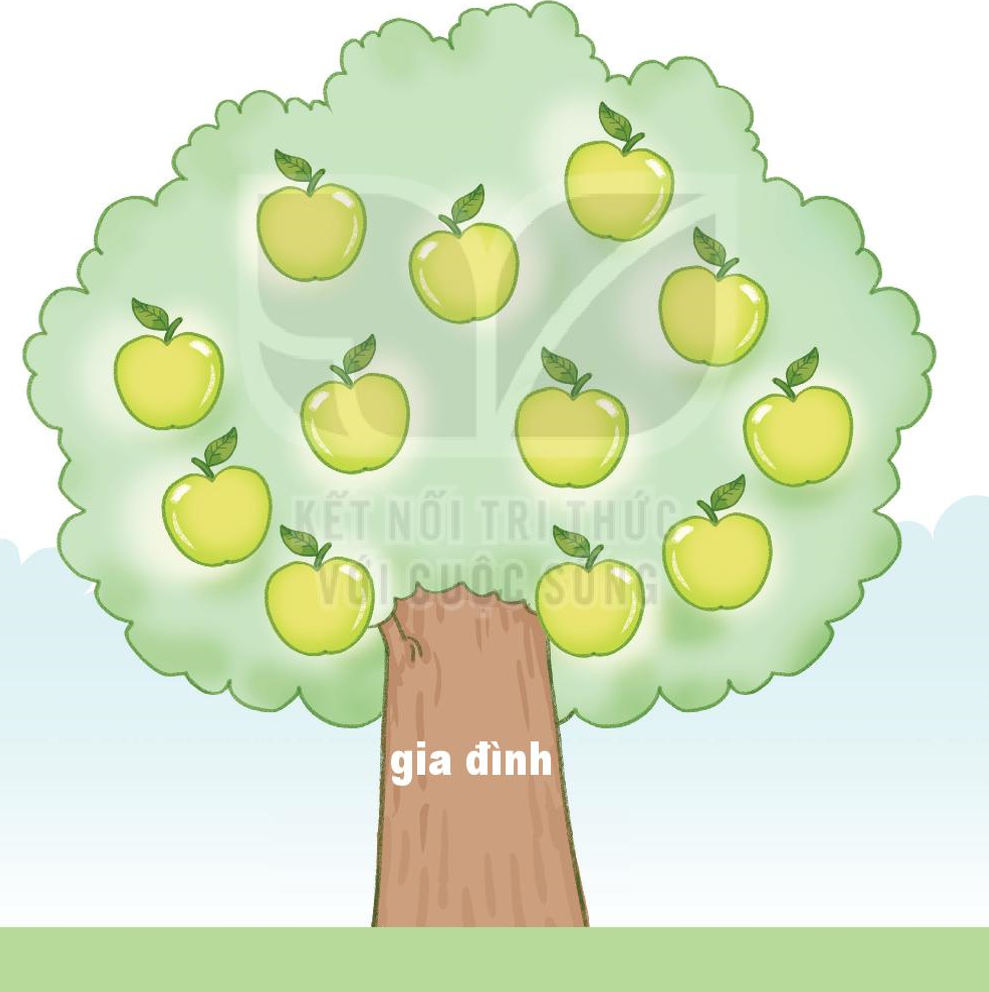 KẾT NỐI TRI THỨC
VỚI CUỘC SỐNG
gia đình